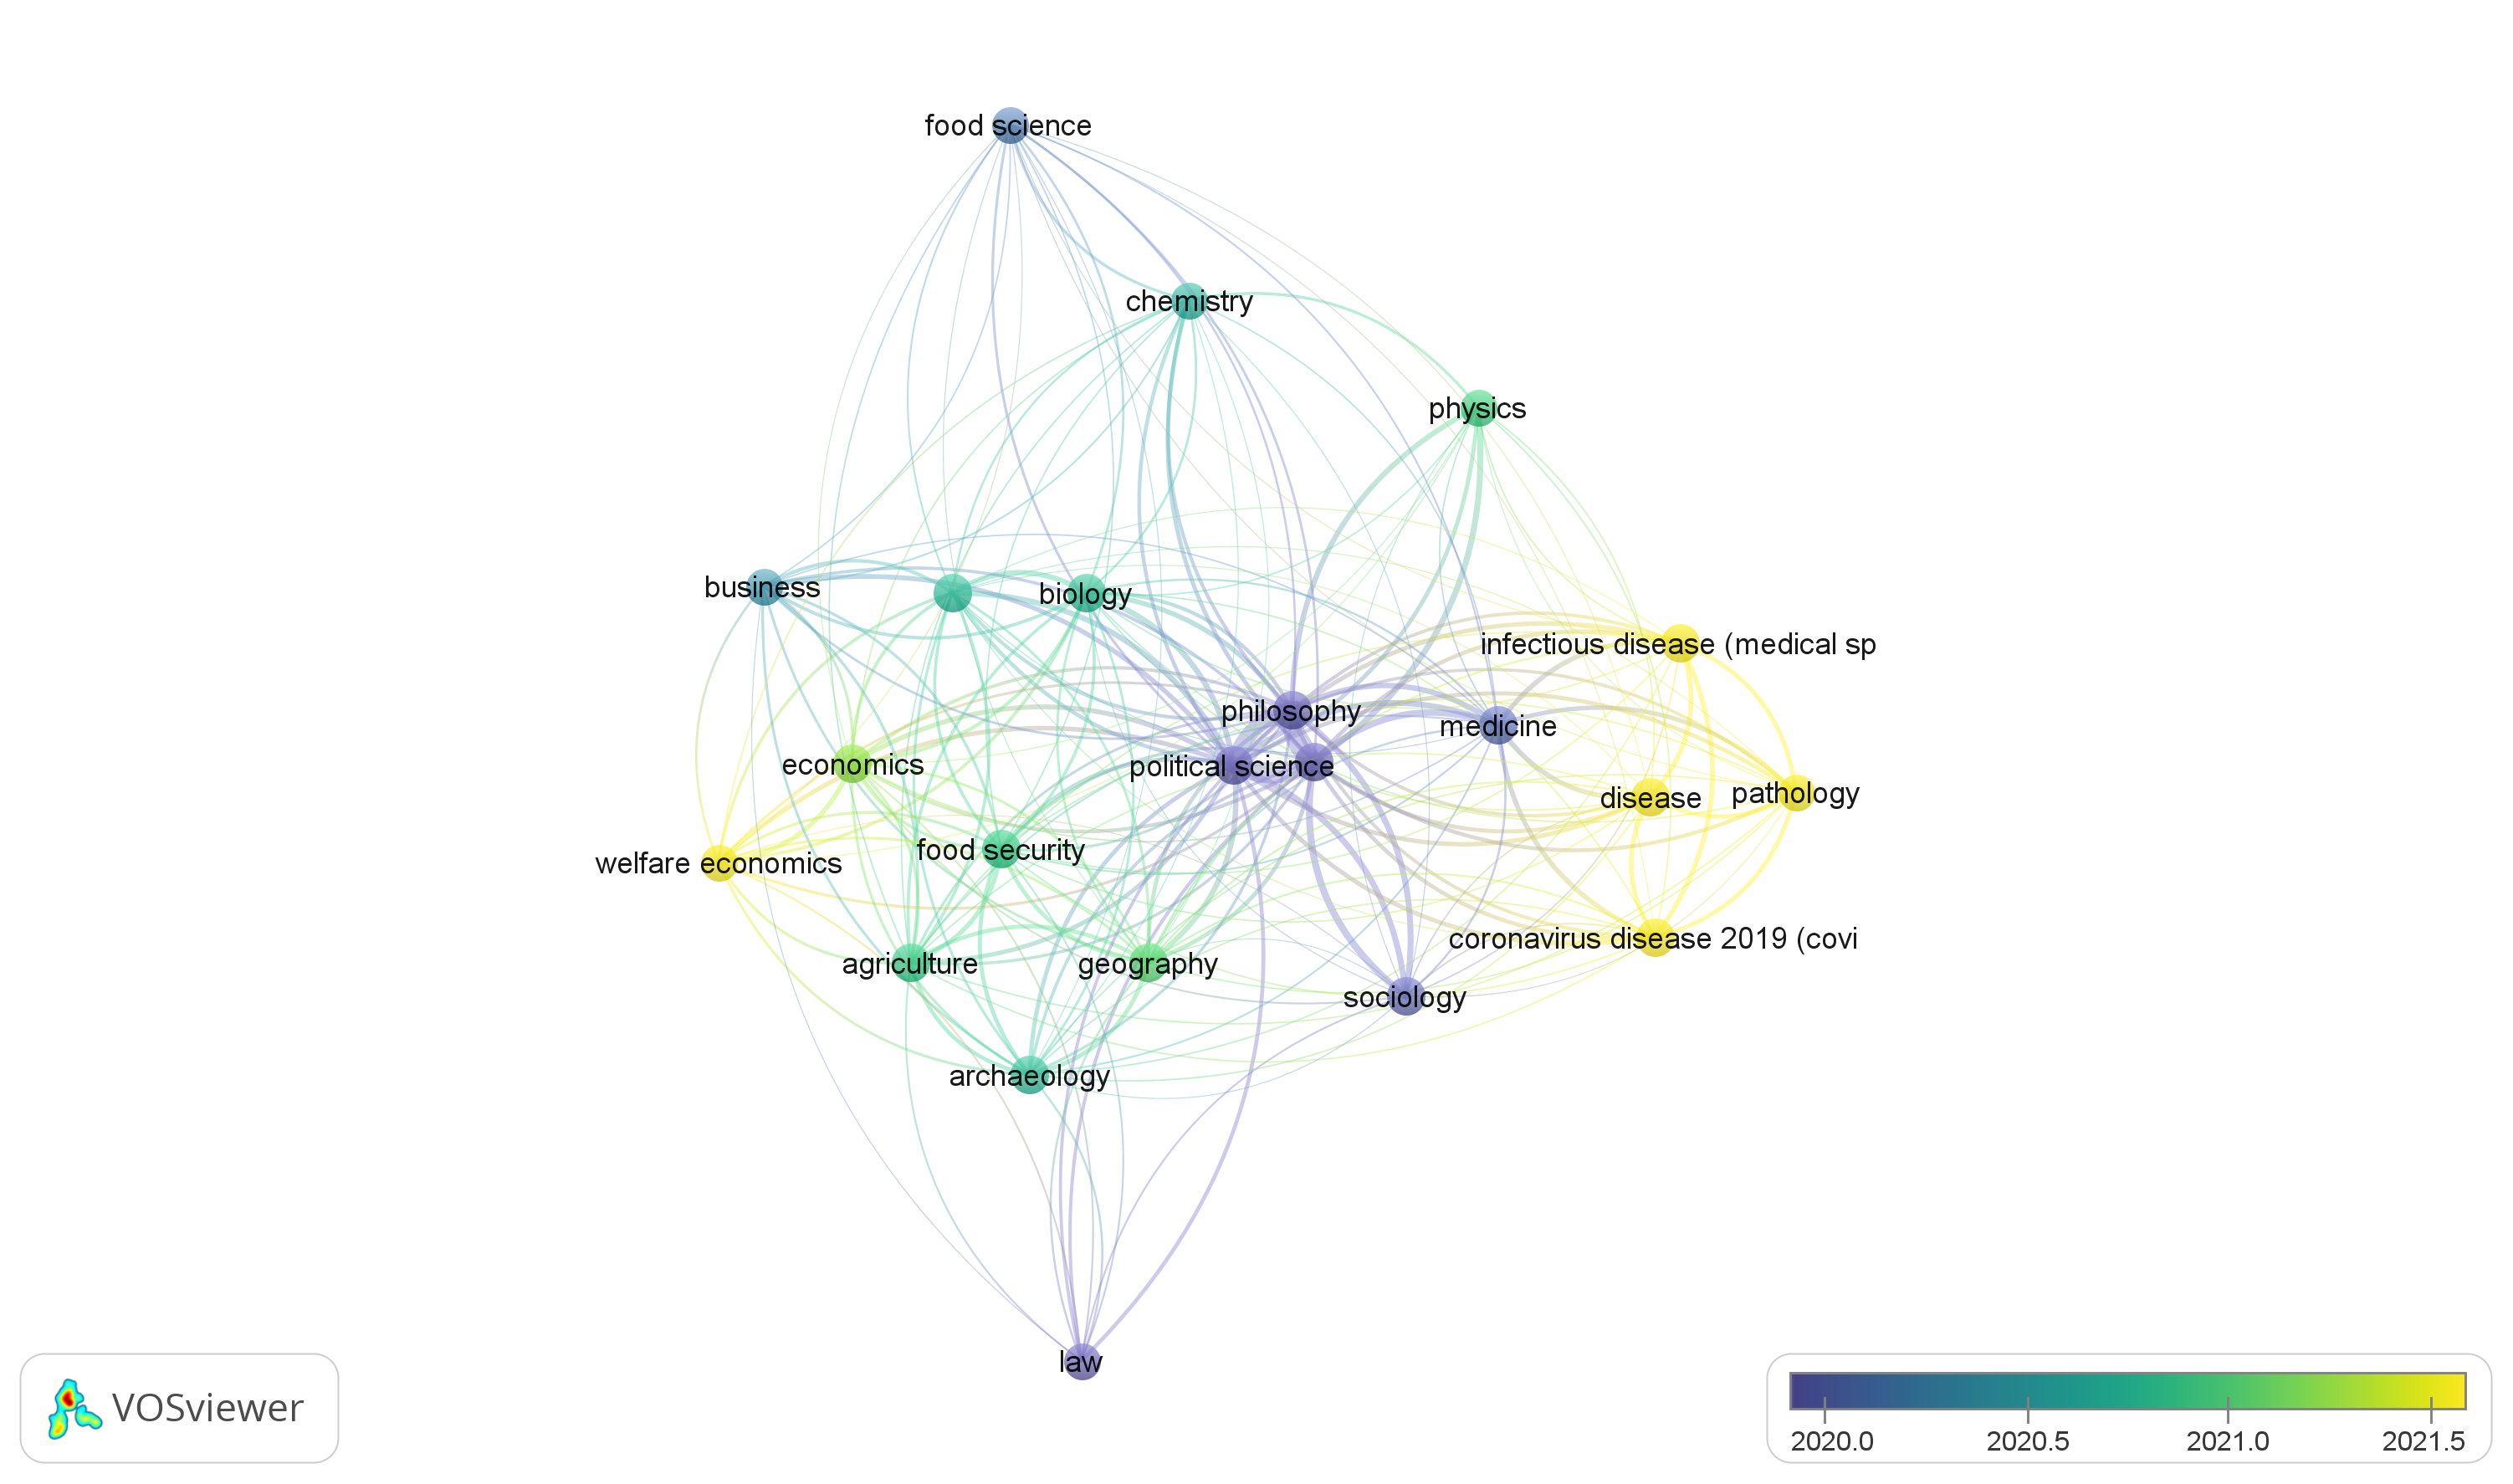 food science
chemistry
physics
business
biology
infectious disease (medical sp
philosophy
medicine
economics
political science
disease
pathology
food security
welfare economics
coronavirus disease 2019 (covi
agriculture
geography
sociology
archaeology
law
VOSviewer
2020.0
2020.5
2021.0
2021.5